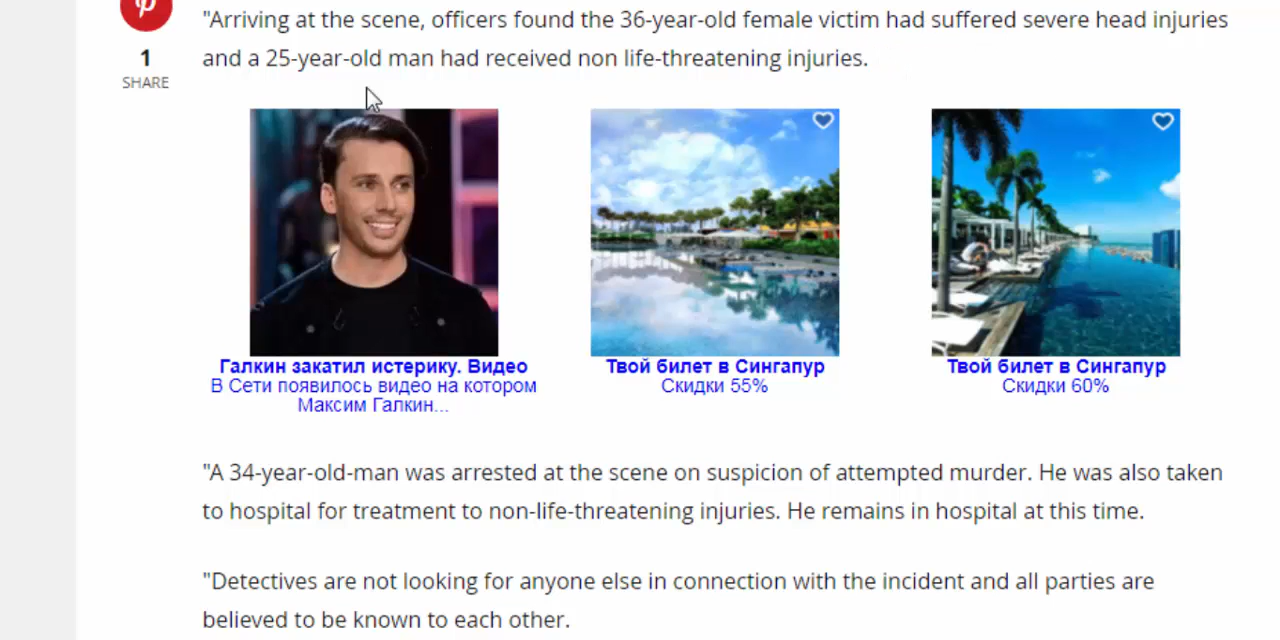 "Arriving at the scene, officers found the 36-year-old female victim had suffered severe head injuries
and a 25-year-old man had received non life-threatening injuries.
1
SHARE
Галкин закатил истерику. Видео
В Сети появилось видео на котором
Максим Галкин...
Твой билет в Сингапур
Скидки 55%
Твой билет в Сингапур
Скидки 60%
"A 34-year-old-man was arrested at the scene on suspicion of attempted murder. He was also taken
to hospital for treatment to non-life-threatening injuries. He remains in hospital at this time.
"Detectives are not looking for anyone else in connection with the incident and all parties are
believed to be known to each other.